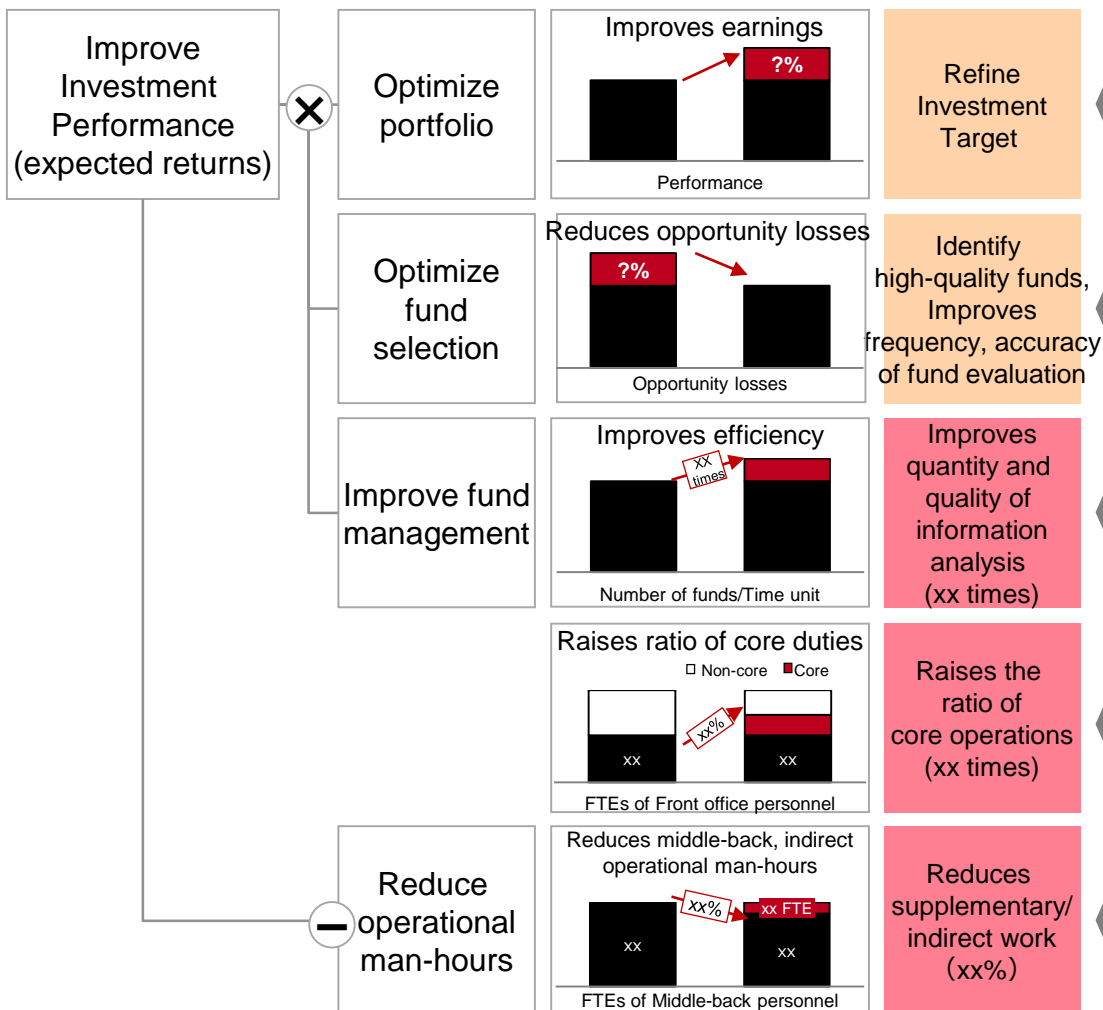 Improve
Investment
Performance
(expected returns)
×
Optimize
portfolio
Improves earnings
?%
Performance
Refine
Investment
Target
Optimize
fund
selection
Reduces opportunity losses
?%
Opportunity losses
Identify
high-quality funds,
Improves
frequency, accuracy
of fund evaluation
Improve fund
management
Improves efficiency
xx
times
Number of funds/Time unit
Improves
quantity and
quality of
information
analysis
(xx times)
Raises ratio of core duties
Non-core Core
xx%
xx
xx
FTEs of Front office personnel
Raises the
ratio of
core operations
(xx times)
−
Reduce
operational
man-hours
Reduces middle-back, indirect
operational man-hours
xx%
xx FTE
xx
xx
FTEs of Middle-back personnel
Reduces
supplementary/
indirect work
（xx%）